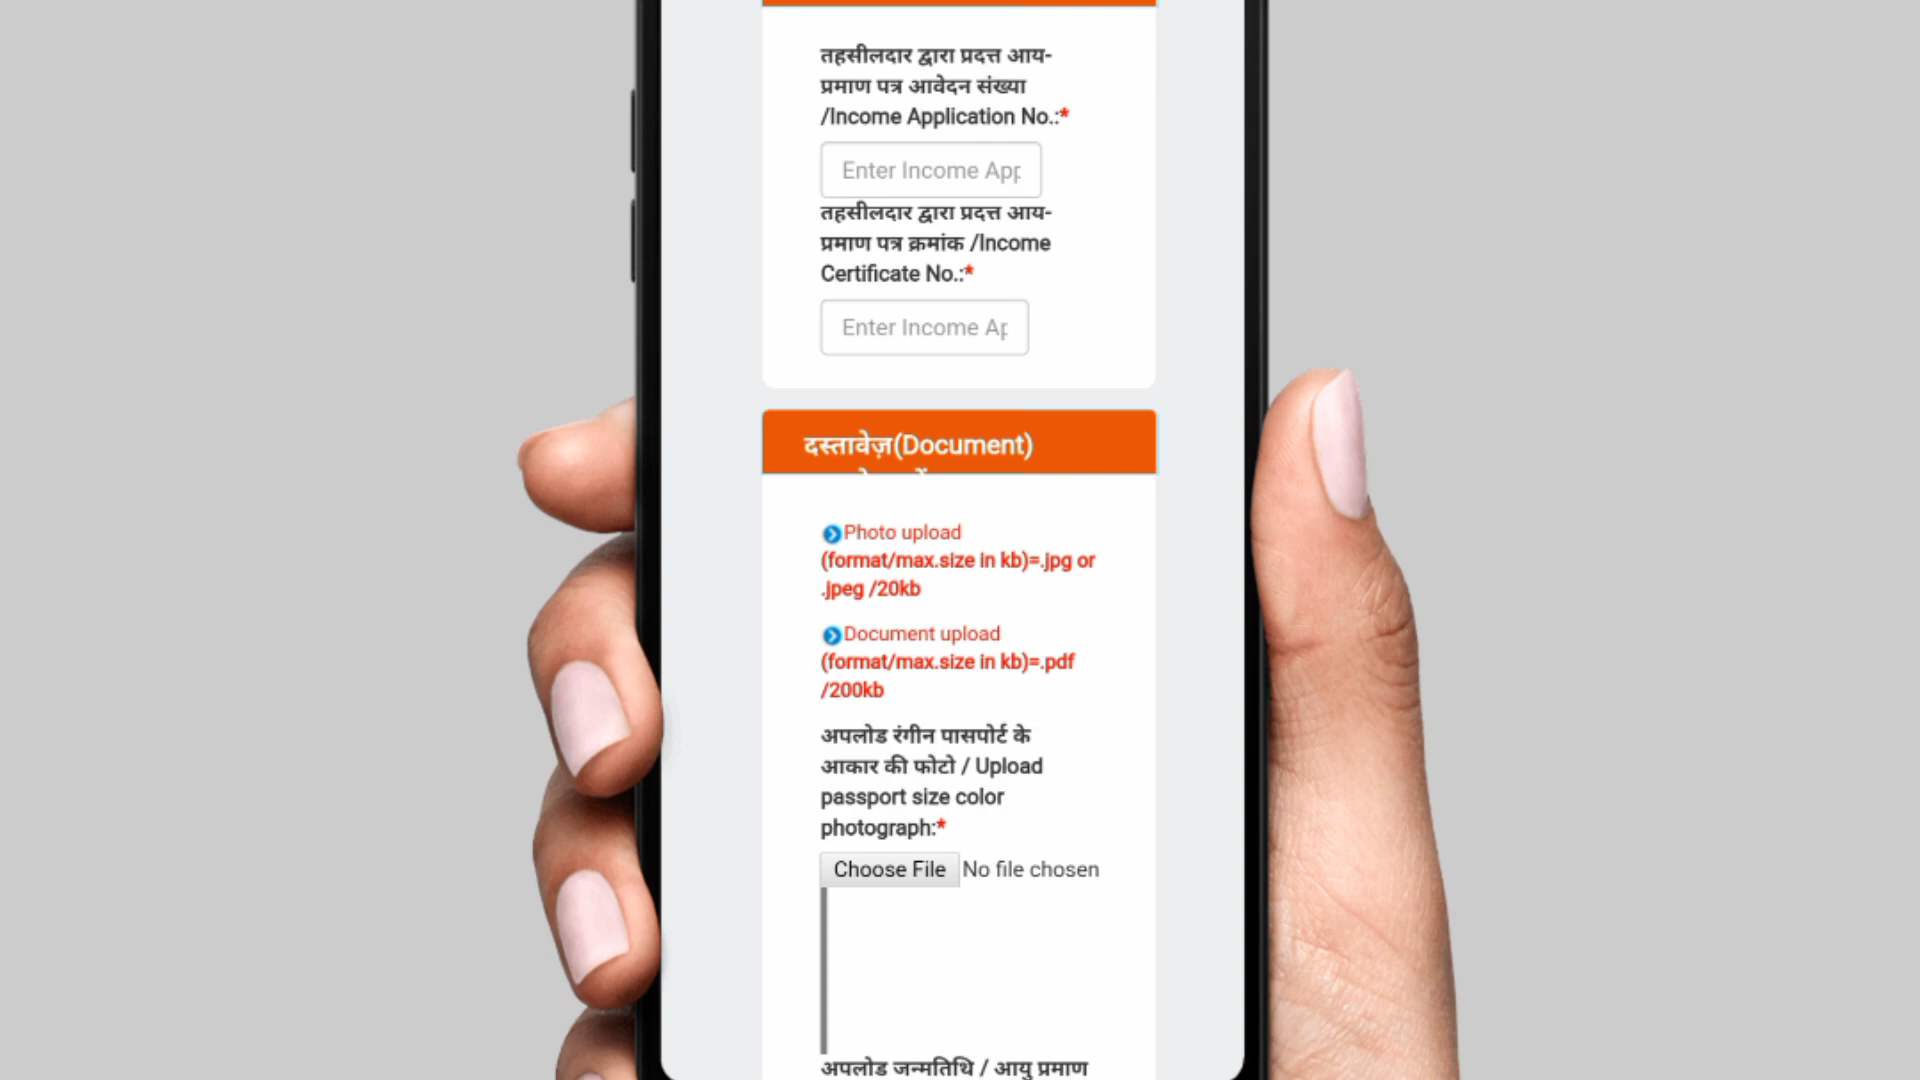 तहसीलदार द्वारा प्रदत्त आय-
प्रमाण पत्र आवेदन संख्या
/Income Application No.:*
Enter Income App
तहसीलदार द्वारा प्रदत्त आय-
प्रमाण पत्र क्रमांक /Income
Certificate No.:*
Enter Income Ap
दस्तावेज़(Document)
Photo upload
(format/max.size in kb)=.jpg or
.jpeg /20kb
Document upload
(format/max.size in kb)=.pdf
/200kb
अपलोड रंगीन पासपोर्ट के
आकार की फोटो / Upload
passport size color
photograph:*
Choose File No file chosen
अपलोड जन्मतिथि / आयु प्रमाण